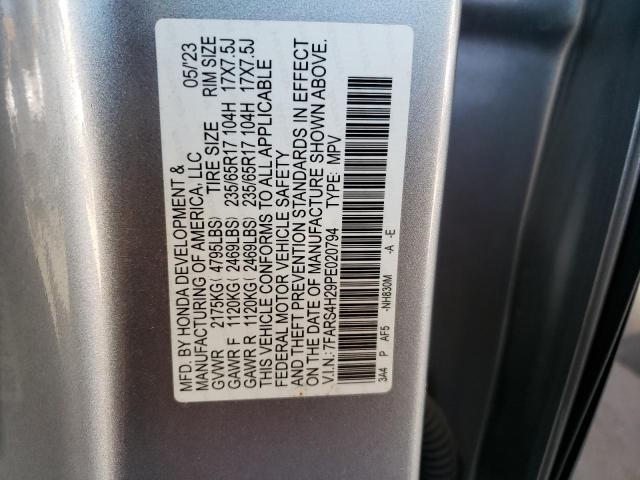 MFD. BY HONDA DEVELOPMENT & 05/'23
MANUFACTURING OF AMERICA, LLC
TIRE SIZE RIM SIZE
GVWR 2175KG( 4795LBS)
GAWR F 1120KG( 2469LBS) 235/65R17 104H 17X7.5J
GAWR R 1120KG( 2469LBS) 235/65R17 104H 17X7.5J
THIS VEHICLE CONFORMS TO ALL APPLICABLE
FEDERAL MOTOR VEHICLE SAFETY
AND THEFT PREVENTION STANDARDS IN EFFECT
ON THE DATE OF MANUFACTURE SHOWN ABOVE.
V.I.N.: 7FARS4H29PE020794 TYPE: MPV
3A4 P AF5 -NH830M -A -E